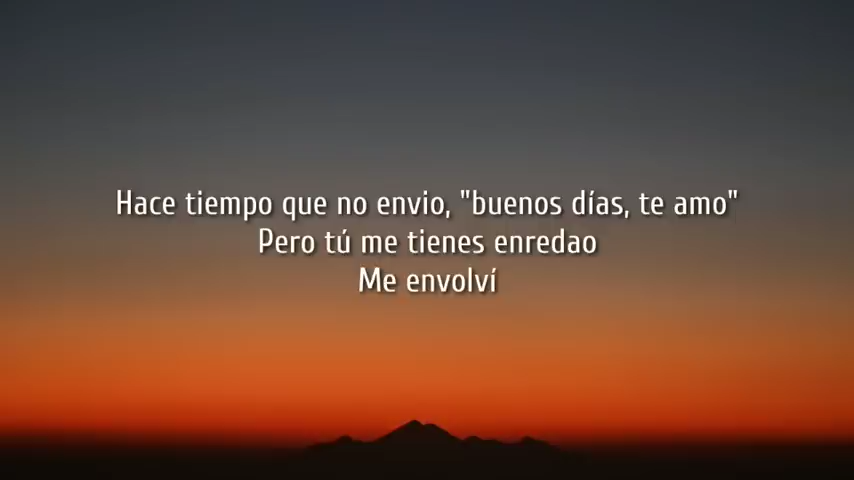 Hace tiempo que no envio, "buenos días, te amo"
Pero tú me tienes enredao
Me envolví